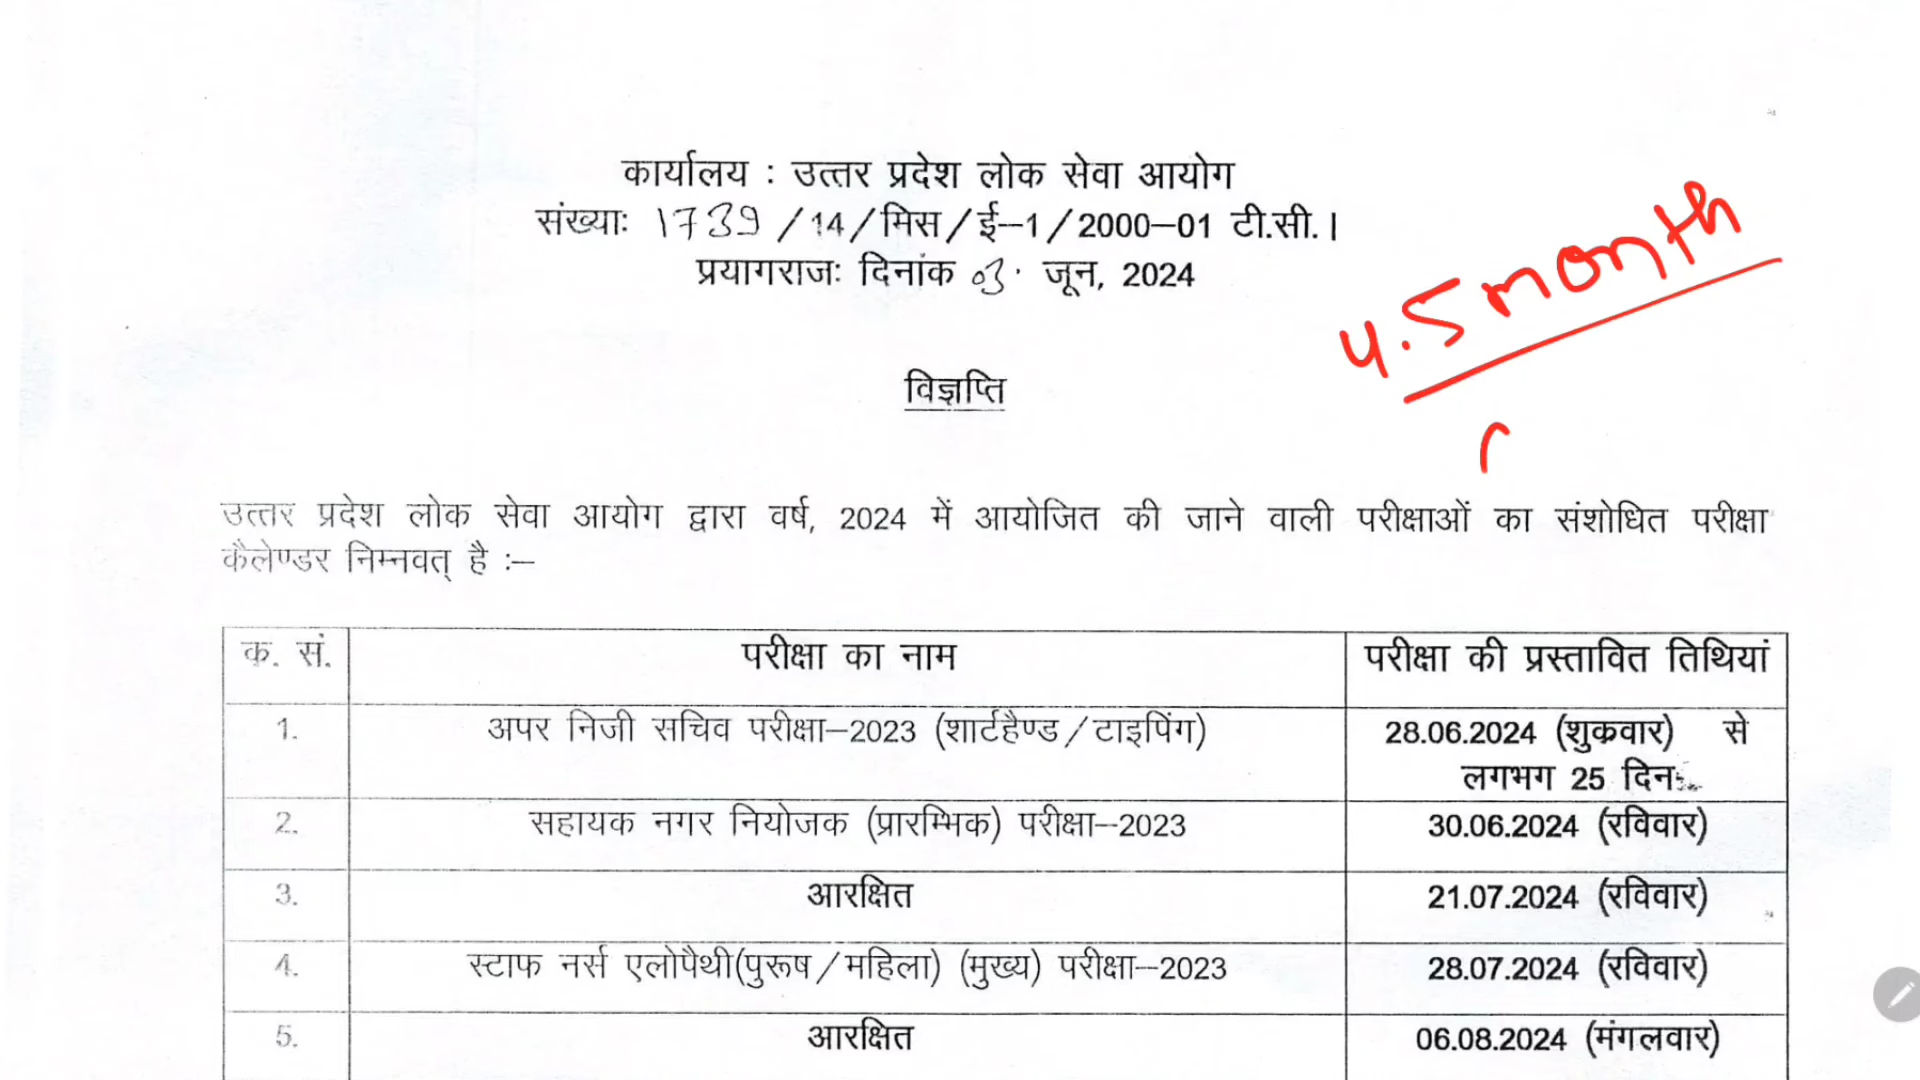 कार्यालय : उत्तर प्रदेश लोक सेवा आयोग
संख्याः 1739 /14/मिस/ई–1/2000–01 टी.सी.।
प्रयागराजः दिनांक 03. जून, 2024
4.5 month
विज्ञप्ति
उत्तर प्रदेश लोक सेवा आयोग द्वारा वर्ष, 2024 में आयोजित की जाने वाली परीक्षाओं का संशोधित परीक्षा
कैलेण्डर निम्नवत् है :–
क. सं. परीक्षा का नाम परीक्षा की प्रस्तावित तिथियां
1. अपर निजी सचिव परीक्षा–2023 (शार्टहैण्ड/टाइपिंग) 28.06.2024 (शुक्रवार) से
लगभग 25 दिन
2. सहायक नगर नियोजक (प्रारम्भिक) परीक्षा–2023 30.06.2024 (रविवार)
3. आरक्षित 21.07.2024 (रविवार)
4. स्टाफ नर्स एलोपैथी(पुरूष/महिला) (मुख्य) परीक्षा–2023 28.07.2024 (रविवार)
5. आरक्षित 06.08.2024 (मंगलवार)